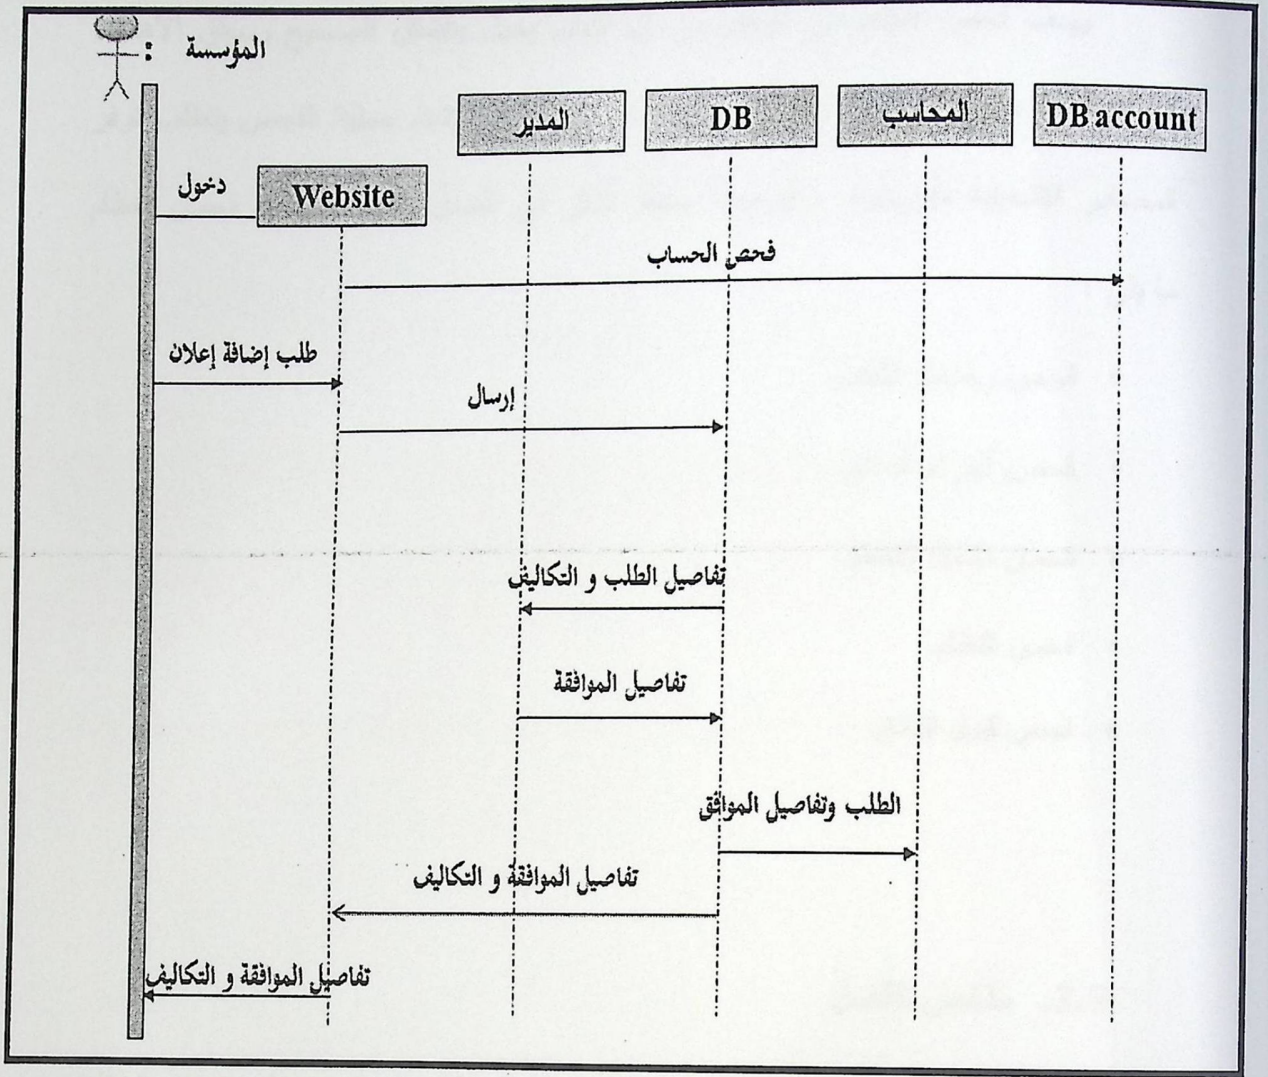 المؤسسة :
المدير
DB
المحاسب
DB account
دخول
Website
فحص الحساب
طلب إضافة إعلان
إرسال
تفاصيل الطلب و التكاليف
تفاصيل الموافقة
الطلب وتفاصيل الموافق
تفاصيل الموافقة و التكاليف
تفاصيل الموافقة و التكاليف